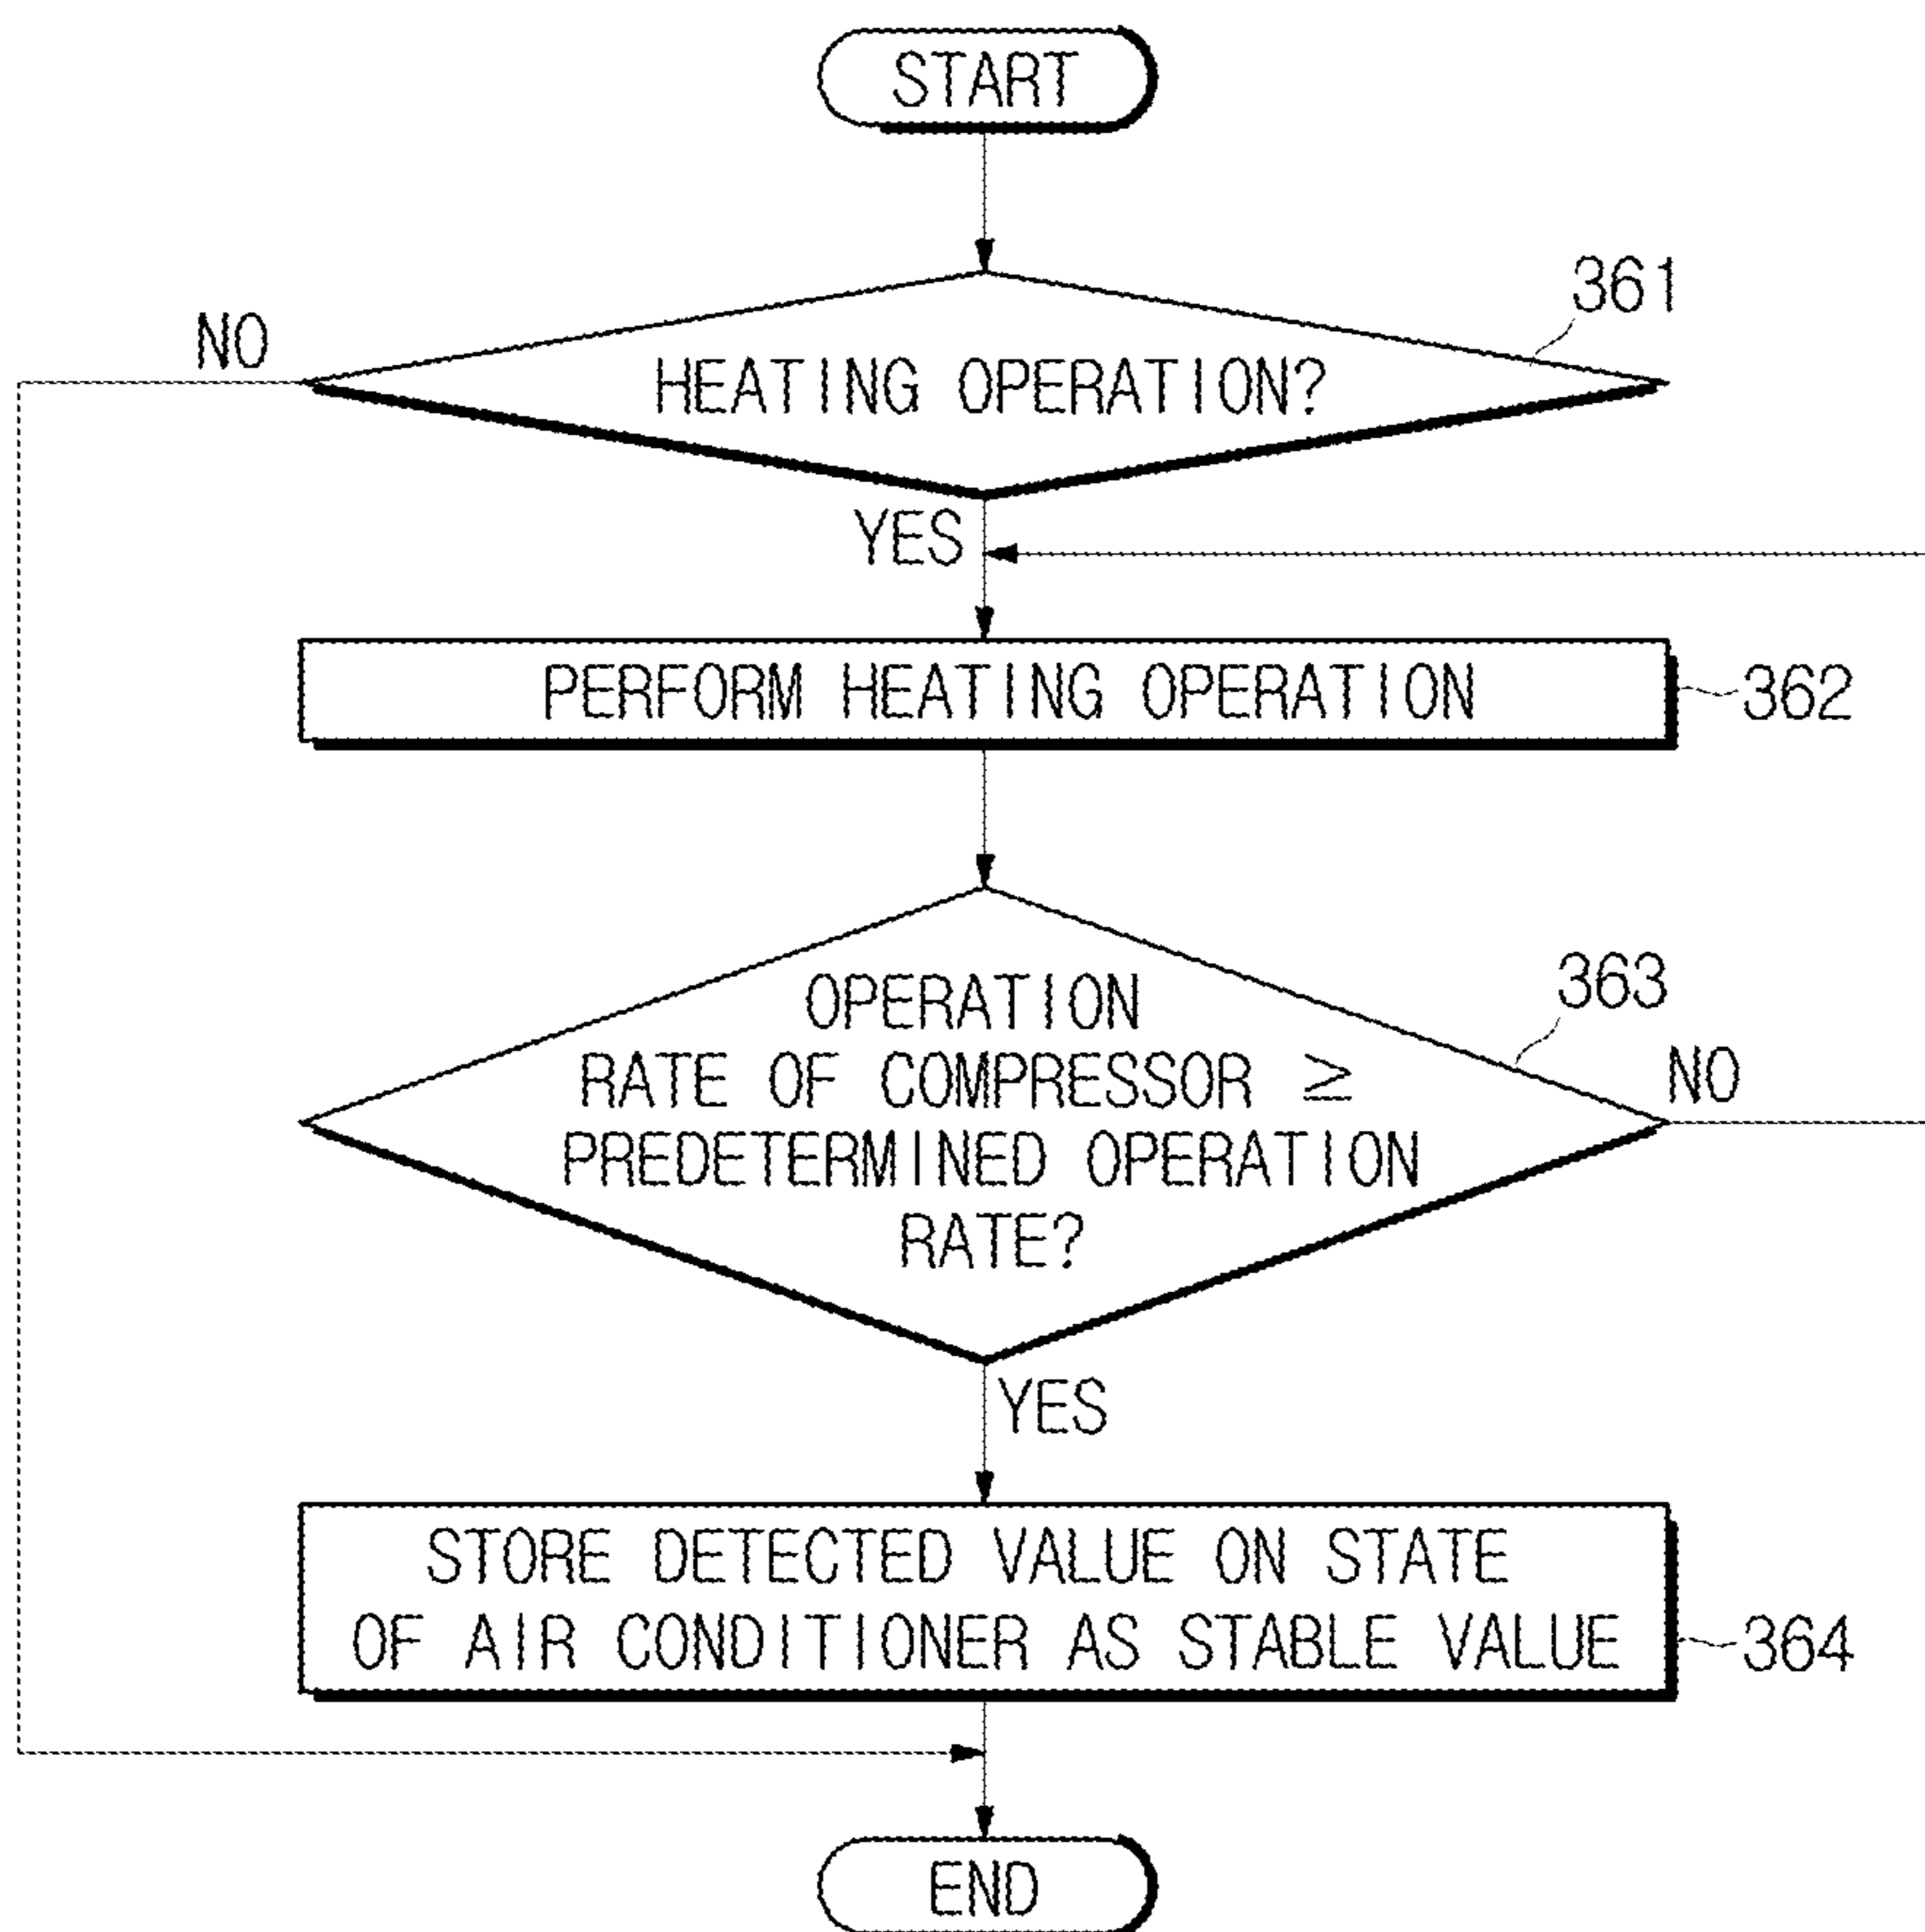 START
361
NO
HEATING OPERATION?
YES
PERFORM HEATING OPERATION
362
363
OPERATION
RATE OF COMPRESSOR ≥
NO
PREDETERMINED OPERATION
RATE?
YES
STORE DETECTED VALUE ON STATE
OF AIR CONDITIONER AS STABLE VALUE
364
END